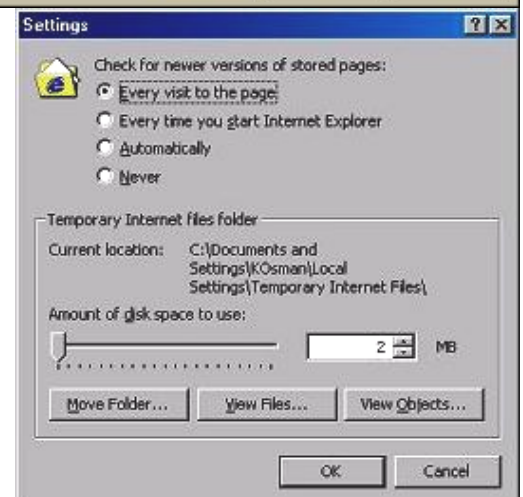 Settings
Check for newer versions of stored pages:
Every visit to the page
Every time you start Internet Explorer
Automatically
Never
Temporary Internet files folder
Current location: C:\Documents and
Settings\KOsman\Local
Settings\Temporary Internet Files\
Amount of disk space to use:
2 MB
Move Folder... View Files... View Objects...
OK Cancel